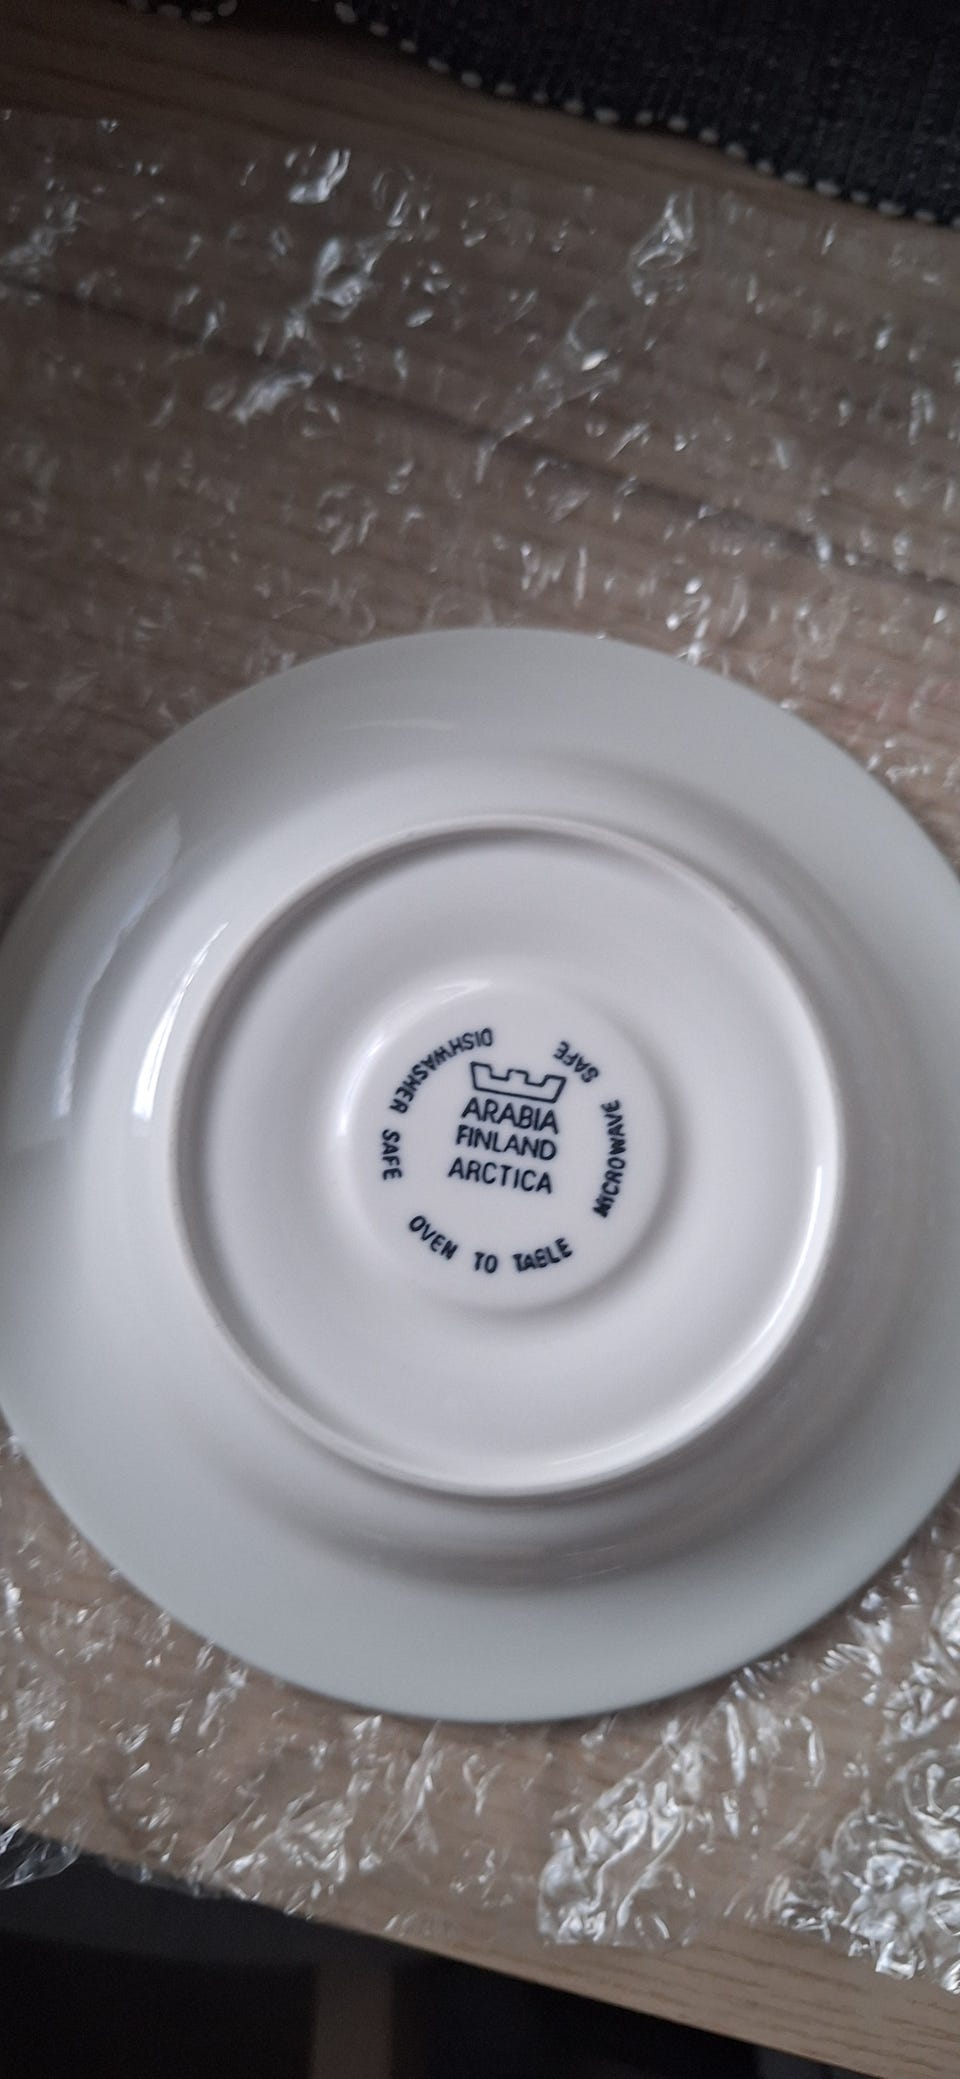 ARABIA
FINLAND
ARCTICA
DISHWASHER SAFE
OVEN TO TABLE
MICROWAVE SAFE